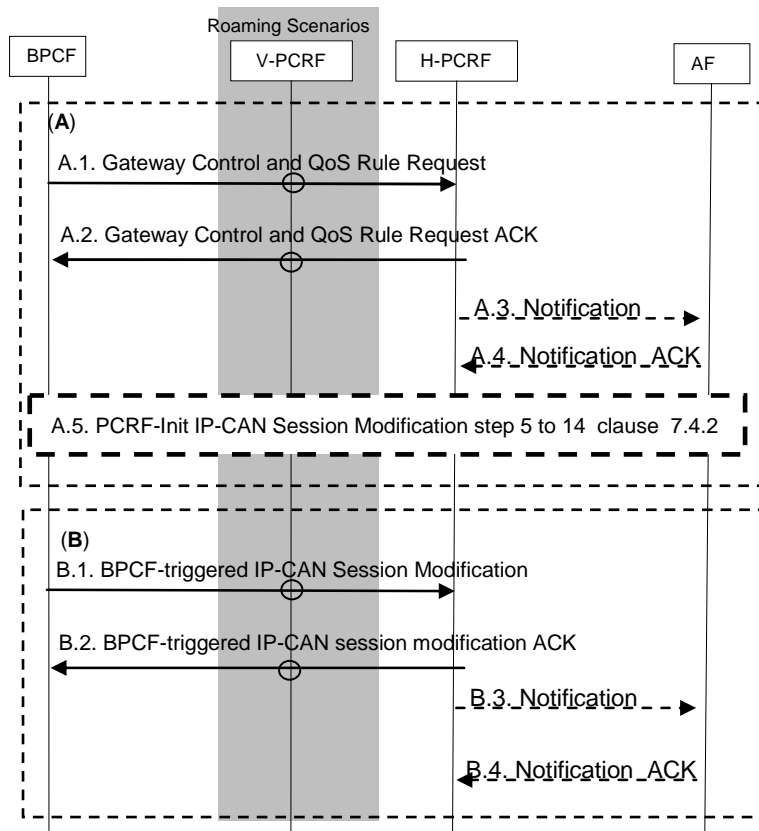 Roaming Scenarios
BPCF
V-PCRF
H-PCRF
AF
(A)
A.1. Gateway Control and QoS Rule Request
A.2. Gateway Control and QoS Rule Request ACK
A.3. Notification
A.4. Notification ACK
A.5. PCRF-Init IP-CAN Session Modification step 5 to 14 clause 7.4.2
(B)
B.1. BPCF-triggered IP-CAN Session Modification
B.2. BPCF-triggered IP-CAN session modification ACK
B.3. Notification
B.4. Notification ACK